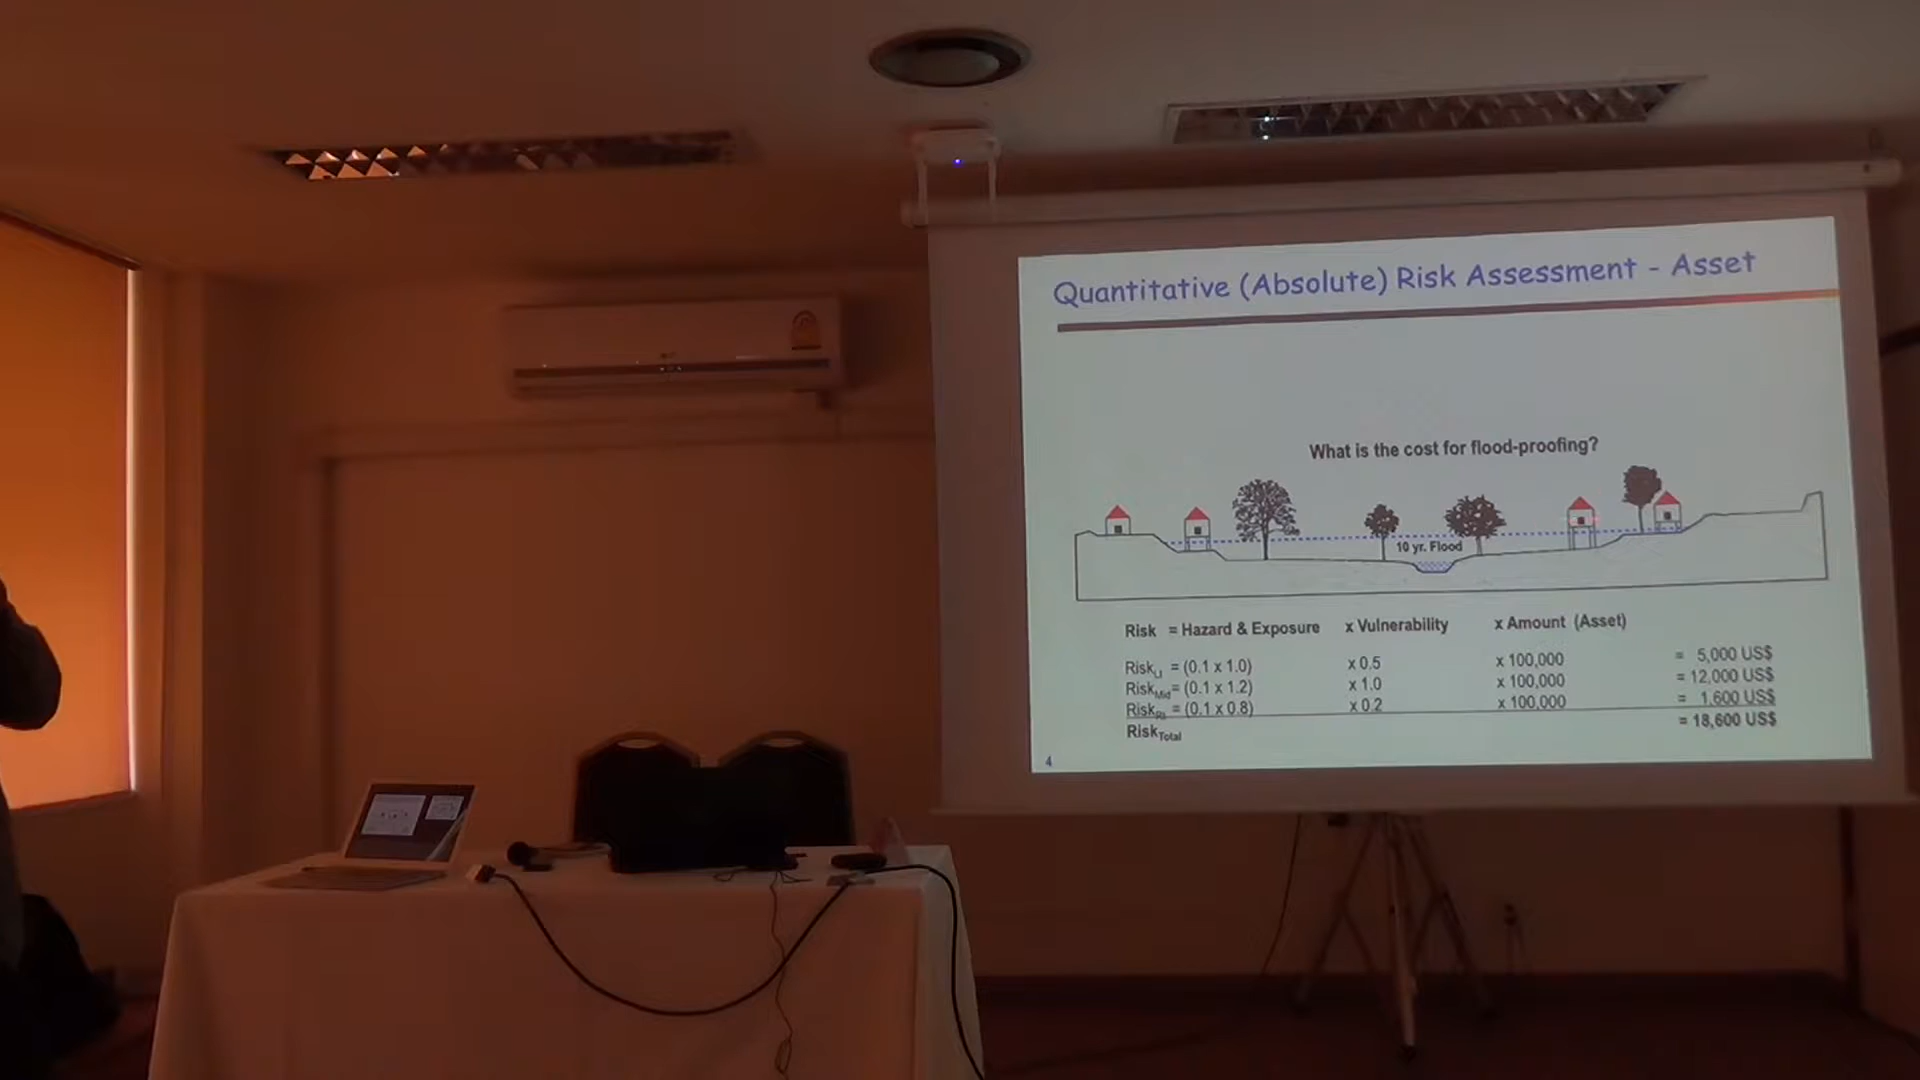 Quantitative (Absolute) Risk Assessment - Asset
What is the cost for flood-proofing?
10 yr. Flood
Risk = Hazard & Exposure x Vulnerability x Amount (Asset)
Risk = (0.1 x 1.0) x 0.5 x 100,000 = 5,000 US$
RiskMid = (0.1 x 1.2) x 1.0 x 100,000 = 12,000 US$
Risk = (0.1 x 0.8) x 0.2 x 100,000 = 1,600 US$
RiskTotal = 18,600 US$
4